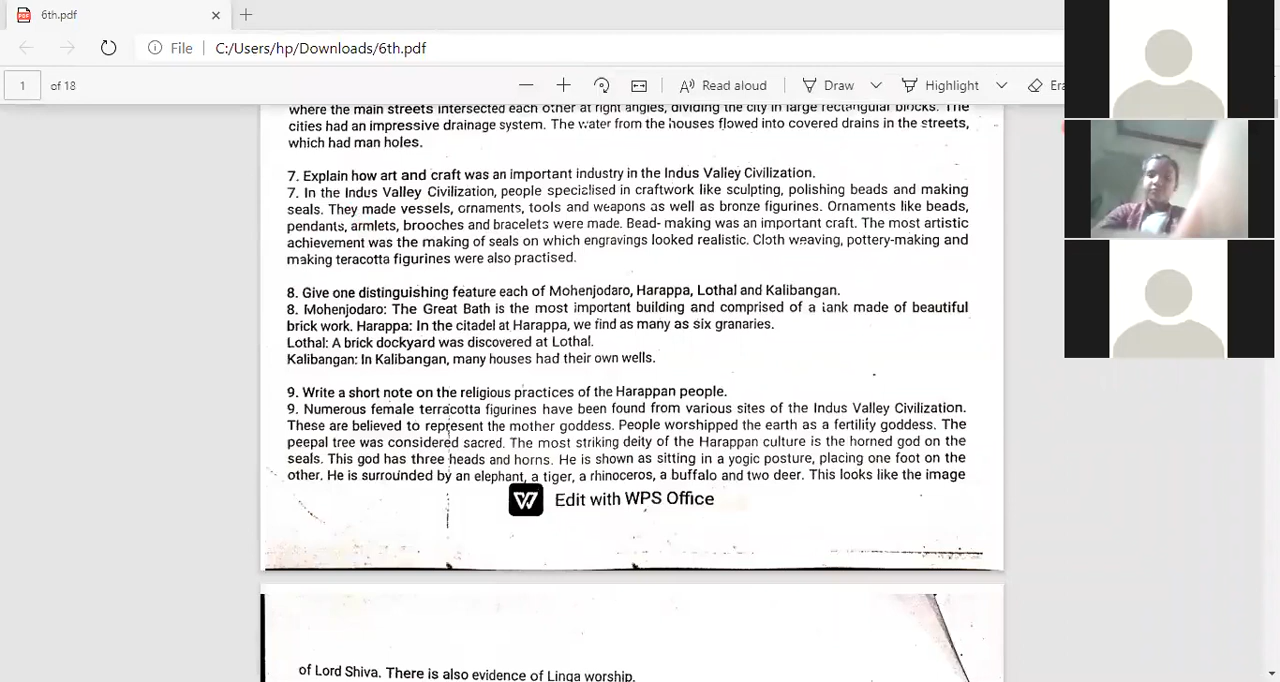 6th.pdf
File C:/Users/hp/Downloads/6th.pdf
1 of 18 Read aloud Draw Highlight Era
where the main streets intersected each other at right angles, dividing the city in large rectangular blocks. The
cities had an impressive drainage system. The water from the houses flowed into covered drains in the streets,
which had man holes.
7. Explain how art and craft was an important industry in the Indus Valley Civilization.
7. In the Indus Valley Civilization, people specialised in craftwork like sculpting, polishing beads and making
seals. They made vessels, ornaments, tools and weapons as well as bronze figurines. Ornaments like beads,
pendants, armlets, brooches and bracelets were made. Bead- making was an important craft. The most artistic
achievement was the making of seals on which engravings looked realistic. Cloth weaving, pottery-making and
making teracotta figurines were also practised.
8. Give one distinguishing feature each of Mohenjodaro, Harappa, Lothal and Kalibangan.
8. Mohenjodaro: The Great Bath is the most important building and comprised of a tank made of beautiful
brick work. Harappa: In the citadel at Harappa, we find as many as six granaries.
Lothal: A brick dockyard was discovered at Lothal.
Kalibangan: In Kalibangan, many houses had their own wells.
9. Write a short note on the religious practices of the Harappan people.
9. Numerous female terracotta figurines have been found from various sites of the Indus Valley Civilization.
These are believed to represent the mother goddess. People worshipped the earth as a fertility goddess. The
peepal tree was considered sacred. The most striking deity of the Harappan culture is the horned god on the
seals. This god has three heads and horns. He is shown as sitting in a yogic posture, placing one foot on the
other. He is surrounded by an elephant, a tiger, a rhinoceros, a buffalo and two deer. This looks like the image
Edit with WPS Office
of Lord Shiva. There is also evidence of Linga worship.